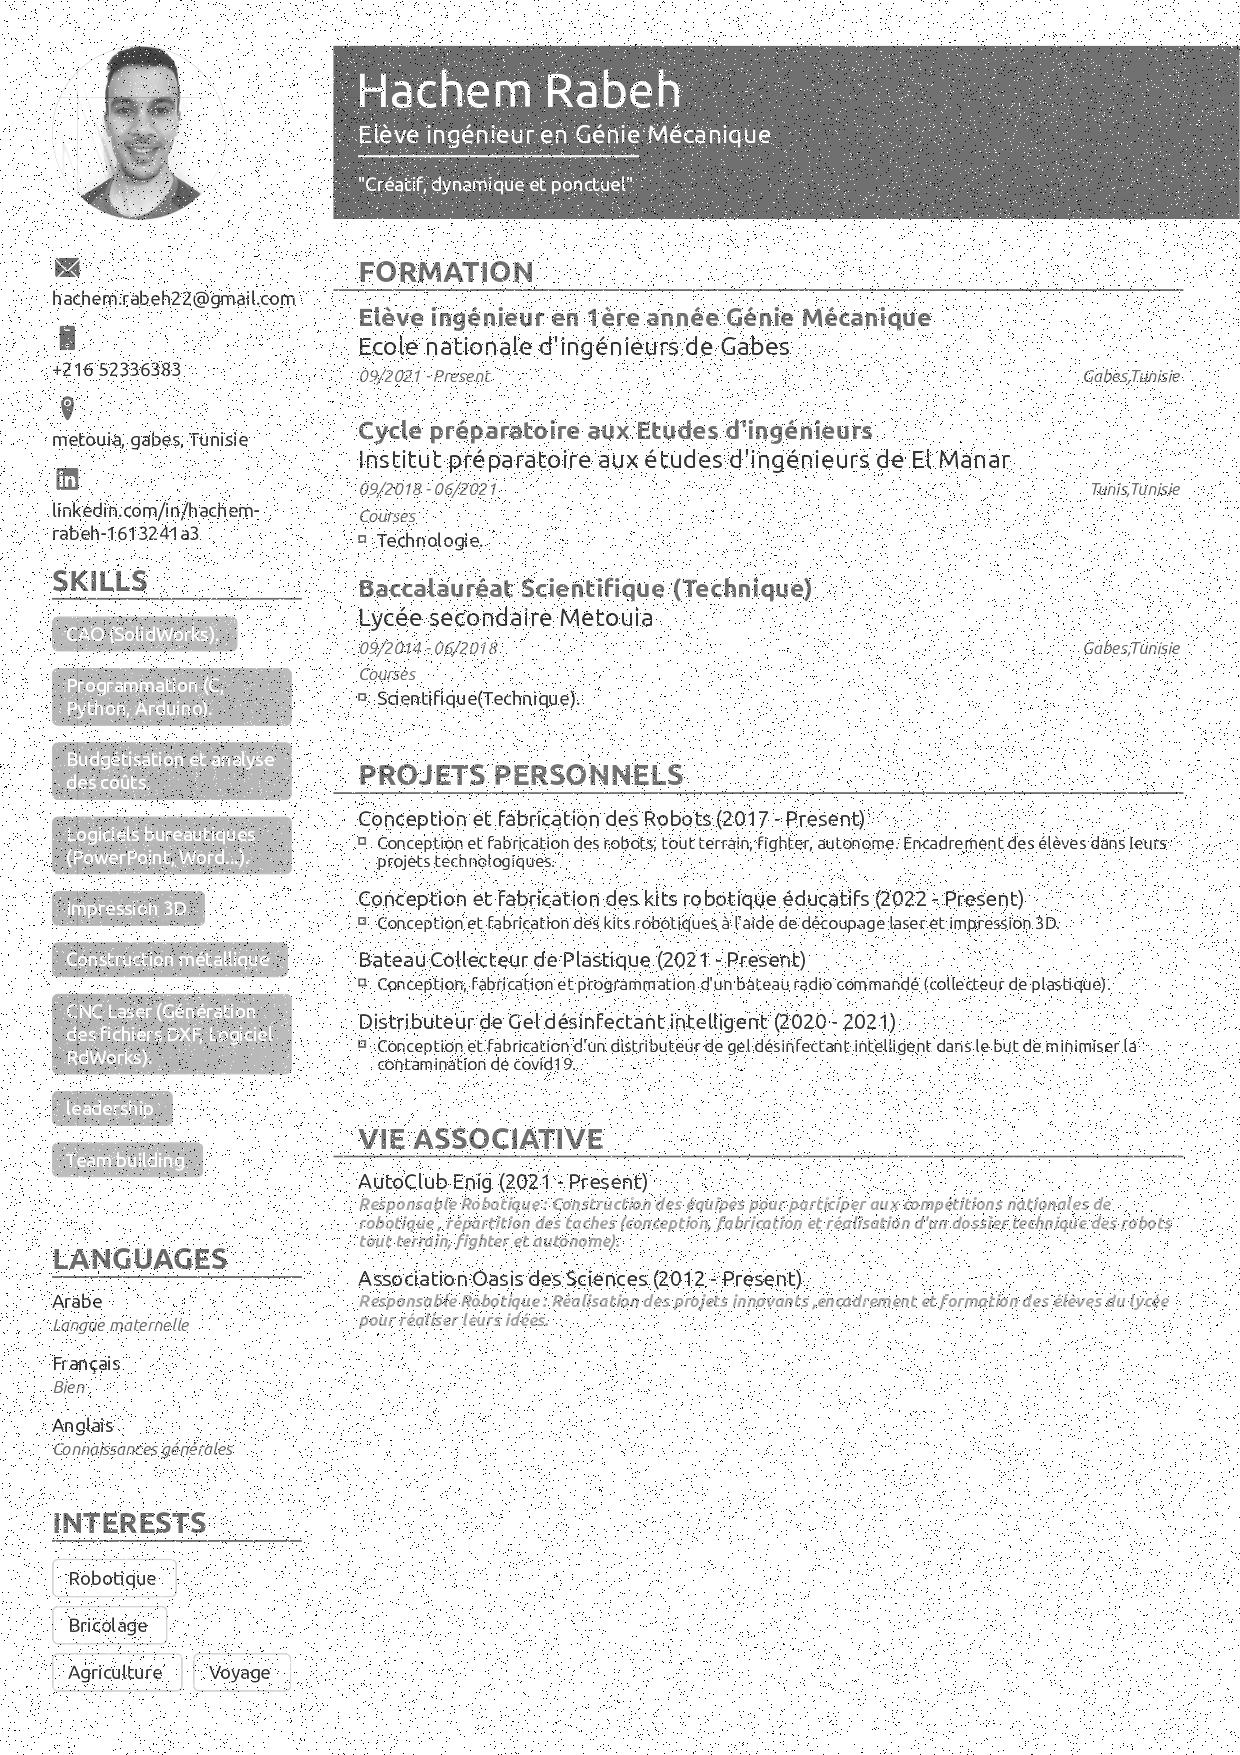 Hachem Rabeh
Elève ingénieur en Génie Mécanique
"Créatif, dynamique et ponctuel"
hachem.rabeh22@gmail.com
+216 52336383
metouia, gabes, Tunisie
linkedin.com/in/hachem-
rabeh-1613241a3
SKILLS
CAO (SolidWorks).
Programmation (C,
Python, Arduino).
Budgétisation et analyse
des coûts.
Logiciels bureautiques
(PowerPoint, Word...).
Impression 3D
Construction métallique
CNC Laser (Génération
des fichiers DXF, Logiciel
RdWorks).
leadership
Team building
LANGUAGES
Arabe
Langue maternelle
Français
Bien
Anglais
Connaissances générales
INTERESTS
Robotique
Bricolage
Agriculture Voyage
FORMATION
Elève ingénieur en 1ère année Génie Mécanique
Ecole nationale d'ingénieurs de Gabes
09/2021 - Present Gabes,Tunisie
Cycle préparatoire aux Etudes d'ingénieurs
Institut préparatoire aux études d'ingénieurs de El Manar
09/2018 - 06/2021 Tunis,Tunisie
Courses
Technologie.
Baccalauréat Scientifique (Technique)
Lycée secondaire Metouia
09/2014 - 06/2018 Gabes,Tunisie
Courses
Scientifique(Technique).
PROJETS PERSONNELS
Conception et fabrication des Robots (2017 - Present)
Conception et fabrication des robots, tout terrain, fighter, autonome. Encadrement des élèves dans leurs
projets technologiques.
Conception et fabrication des kits robotique éducatifs (2022 - Present)
Conception et fabrication des kits robotiques à l'aide de découpage laser et impression 3D.
Bateau Collecteur de Plastique (2021 - Present)
Conception, fabrication et programmation d'un bateau radio commandé (collecteur de plastique).
Distributeur de Gel désinfectant intelligent (2020 - 2021)
Conception et fabrication d'un distributeur de gel désinfectant intelligent dans le but de minimiser la
contamination de covid19.
VIE ASSOCIATIVE
AutoClub Enig (2021 - Present)
Responsable Robotique : Construction des équipes pour participer aux compétitions nationales de
robotique , répartition des taches (conception, fabrication et réalisation d'un dossier technique des robots
tout terrain, fighter et autonome).
Association Oasis des Sciences (2012 - Present)
Responsable Robotique : Réalisation des projets innovants ,encadrement et formation des élèves du lycée
pour réaliser leurs idées.